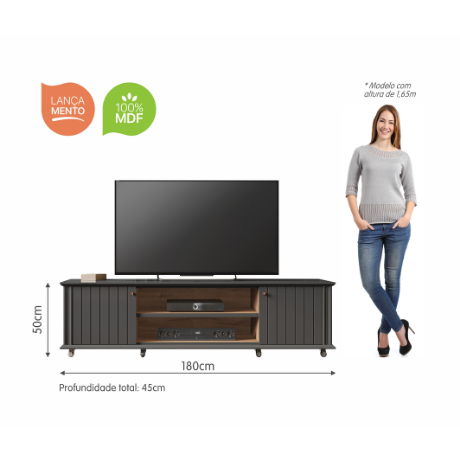 * Modelo com
altura de 1,65m
LANÇA
MENTO
100%
MDF
50cm
180cm
Profundidade total: 45cm